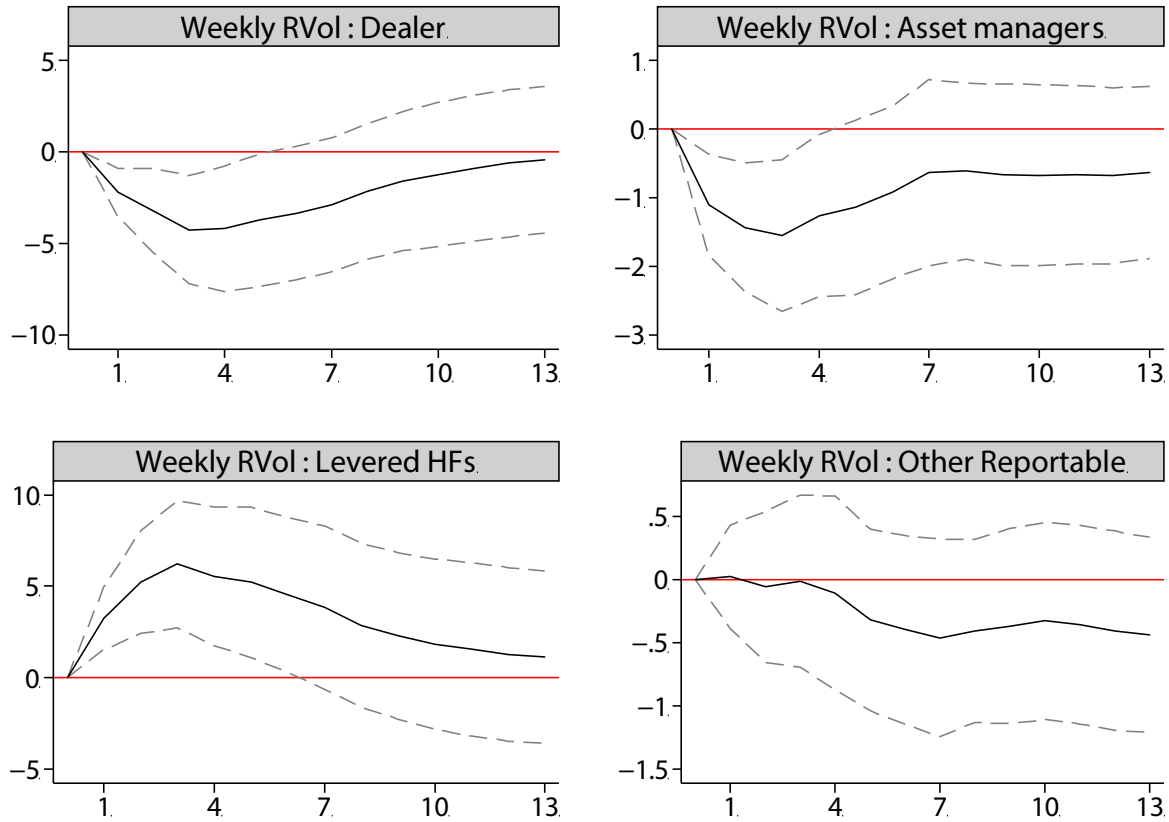 Weekly RVol : Dealer
5
0
−5
−10
1 4 7 10 13
Weekly RVol : Asset managers
1
0
−1
−2
−3
1 4 7 10 13
Weekly RVol : Levered HFs
10
5
0
−5
1 4 7 10 13
Weekly RVol : Other Reportable
.5
0
−.5
−1
−1.5
1 4 7 10 13